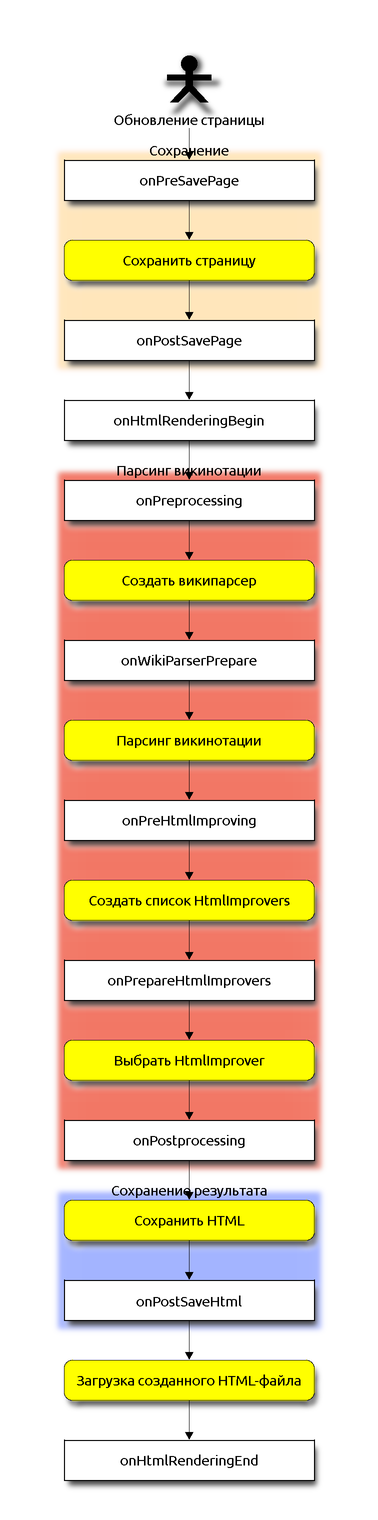 Обновление страницы
Сохранение
onPreSavePage
Сохранить страницу
onPostSavePage
onHtmlRenderingBegin
Парсинг викинотации
onPreprocessing
Создать википарсер
onWikiParserPrepare
Парсинг викинотации
onPreHtmlImproving
Создать список HtmlImprovers
onPrepareHtmlImprovers
Выбрать HtmlImprover
onPostprocessing
Сохранение результата
Сохранить HTML
onPostSaveHtml
Загрузка созданного HTML-файла
onHtmlRenderingEnd